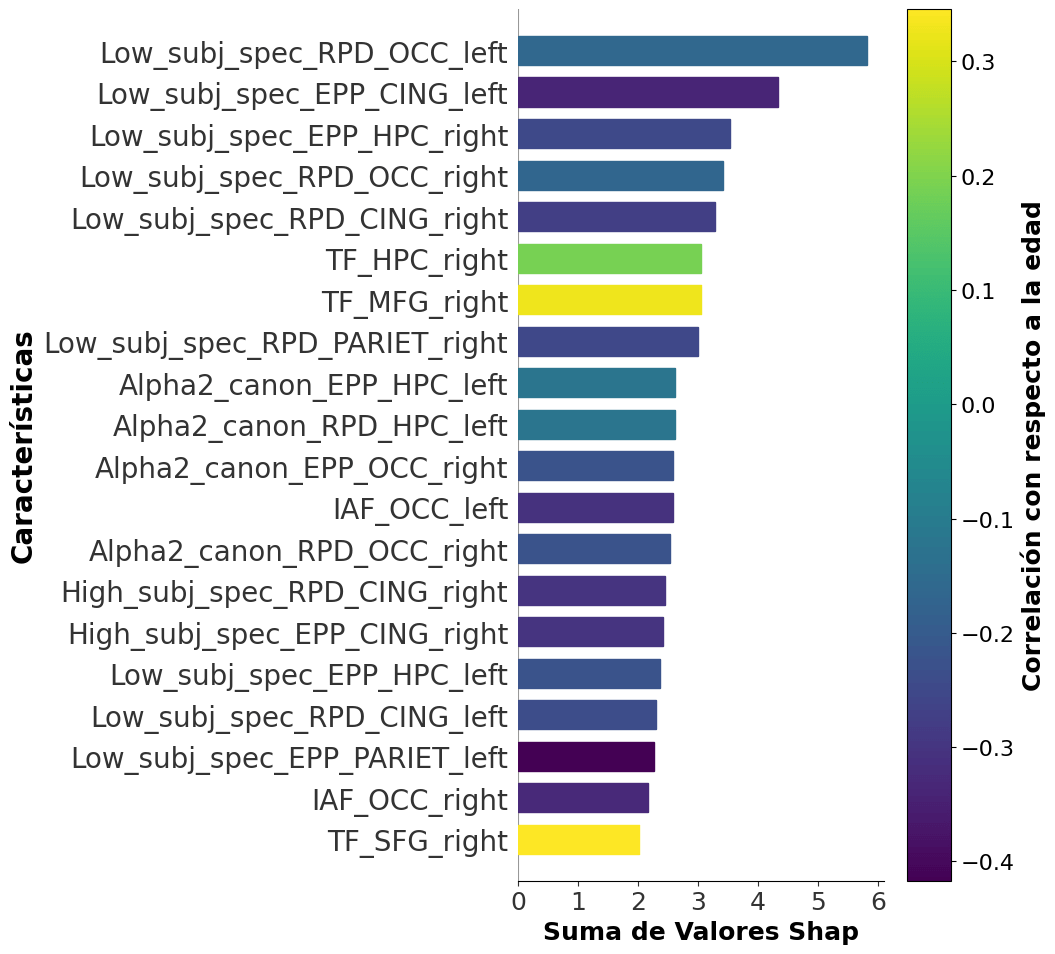 Características
Low_subj_spec_RPD_OCC_left
Low_subj_spec_EPP_CING_left
Low_subj_spec_EPP_HPC_right
Low_subj_spec_RPD_OCC_right
Low_subj_spec_RPD_CING_right
TF_HPC_right
TF_MFG_right
Low_subj_spec_RPD_PARIET_right
Alpha2_canon_EPP_HPC_left
Alpha2_canon_RPD_HPC_left
Alpha2_canon_EPP_OCC_right
IAF_OCC_left
Alpha2_canon_RPD_OCC_right
High_subj_spec_RPD_CING_right
High_subj_spec_EPP_CING_right
Low_subj_spec_EPP_HPC_left
Low_subj_spec_RPD_CING_left
Low_subj_spec_EPP_PARIET_left
IAF_OCC_right
TF_SFG_right
0 1 2 3 4 5 6
Suma de Valores Shap
0.3
0.2
0.1
0.0
−0.1
−0.2
−0.3
−0.4
Correlación con respecto a la edad